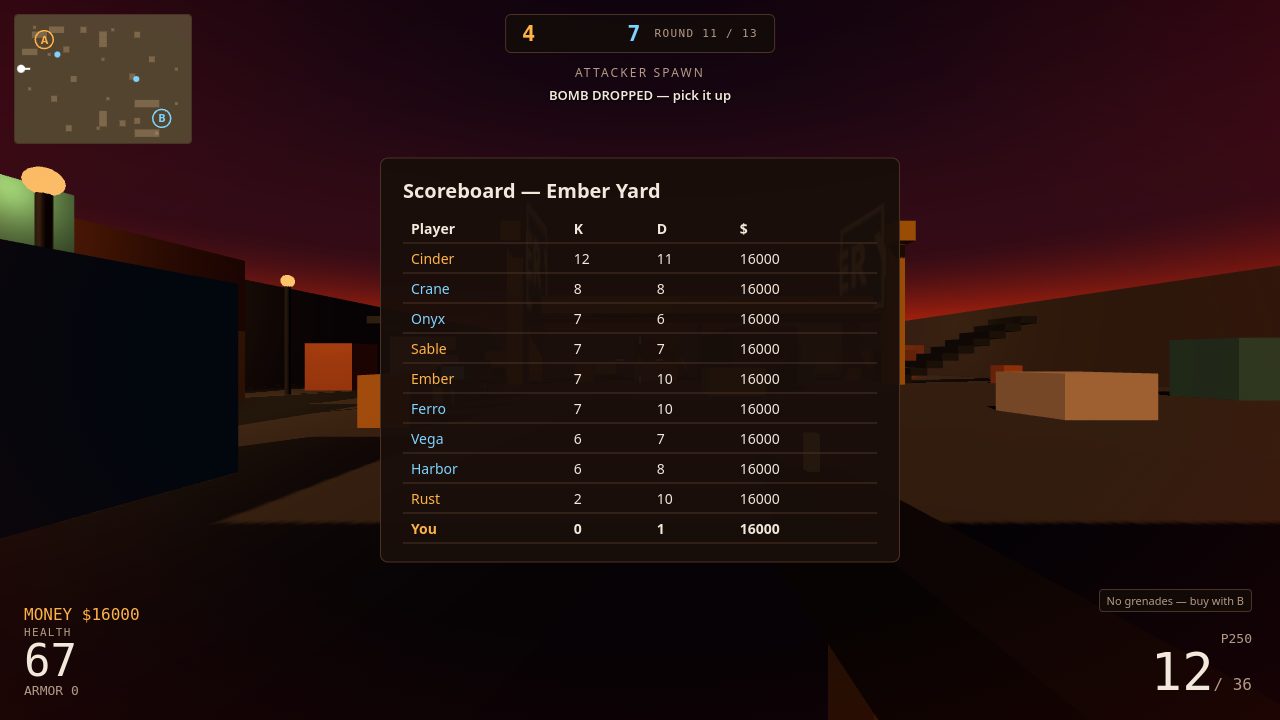 A
B
4 7 ROUND 11 / 13
ATTACKER SPAWN
BOMB DROPPED — pick it up
Scoreboard — Ember Yard
Player K D $
Cinder 12 11 16000
Crane 8 8 16000
Onyx 7 6 16000
Sable 7 7 16000
Ember 7 10 16000
Ferro 7 10 16000
Vega 6 7 16000
Harbor 6 8 16000
Rust 2 10 16000
You 0 1 16000
MONEY $16000
HEALTH
67
ARMOR 0
No grenades — buy with B
P250
12 / 36